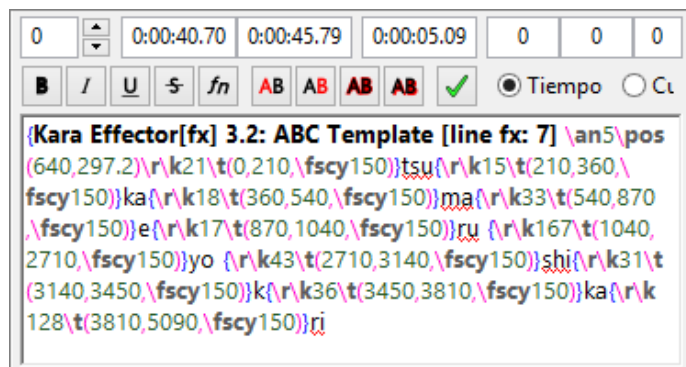 0 0:00:40.70 0:00:45.79 0:00:05.09 0 0 0
B I U S fn AB AB AB AB Tiempo Cu
{Kara Effector[fx] 3.2: ABC Template [line fx: 7] \an5\pos
(640,297.2)\r\k21\t(0,210,\fscy150)}tsu{\r\k15\t(210,360,\
fscy150)}ka{\r\k18\t(360,540,\fscy150)}ma{\r\k33\t(540,870
,\fscy150)}e{\r\k17\t(870,1040,\fscy150)}ru {\r\k167\t(1040,
2710,\fscy150)}yo {\r\k43\t(2710,3140,\fscy150)}shi{\r\k31\t
(3140,3450,\fscy150)}k{\r\k36\t(3450,3810,\fscy150)}ka{\r\k
128\t(3810,5090,\fscy150)}ri